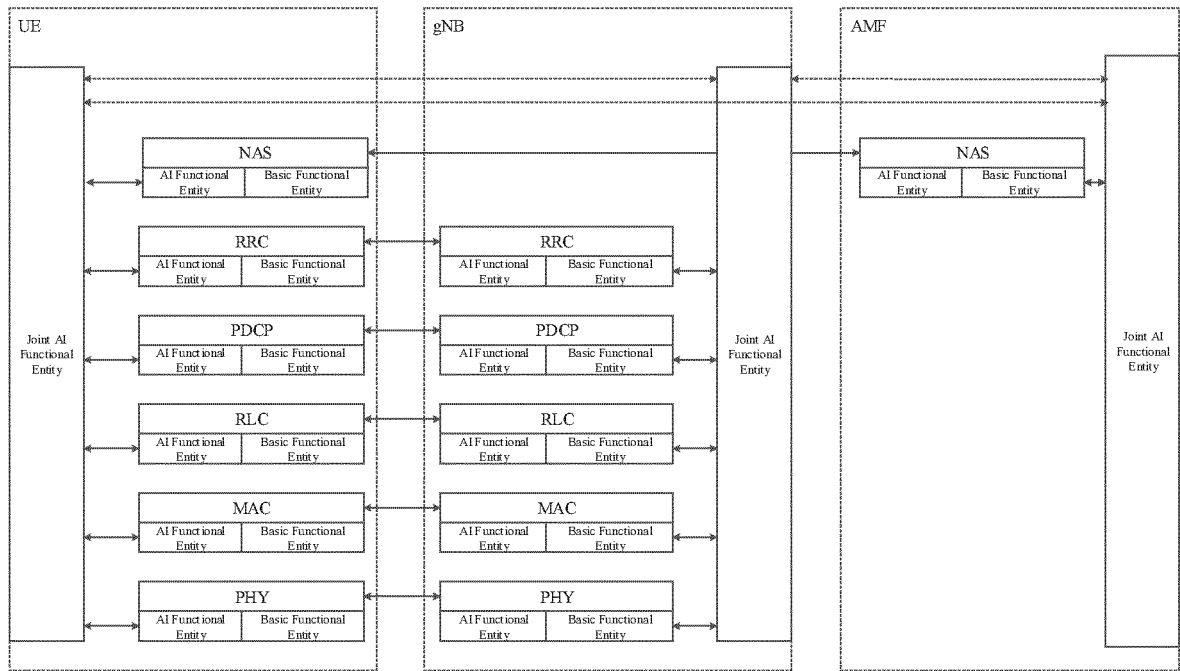 UE
gNB
AMF
NAS
AI Functional
Entity
Basic Functional
Entity
NAS
AI Functional
Entity
Basic Functional
Entity
RRC
AI Functional
Entity
Basic Functional
Entity
RRC
AI Functional
Entity
Basic Functional
Entity
Joint AI
Functional
Entity
PDCP
AI Functional
Entity
Basic Functional
Entity
PDCP
AI Functional
Entity
Basic Functional
Entity
Joint AI
Functional
Entity
Joint AI
Functional
Entity
RLC
AI Functional
Entity
Basic Functional
Entity
RLC
AI Functional
Entity
Basic Functional
Entity
MAC
AI Functional
Entity
Basic Functional
Entity
MAC
AI Functional
Entity
Basic Functional
Entity
PHY
AI Functional
Entity
Basic Functional
Entity
PHY
AI Functional
Entity
Basic Functional
Entity